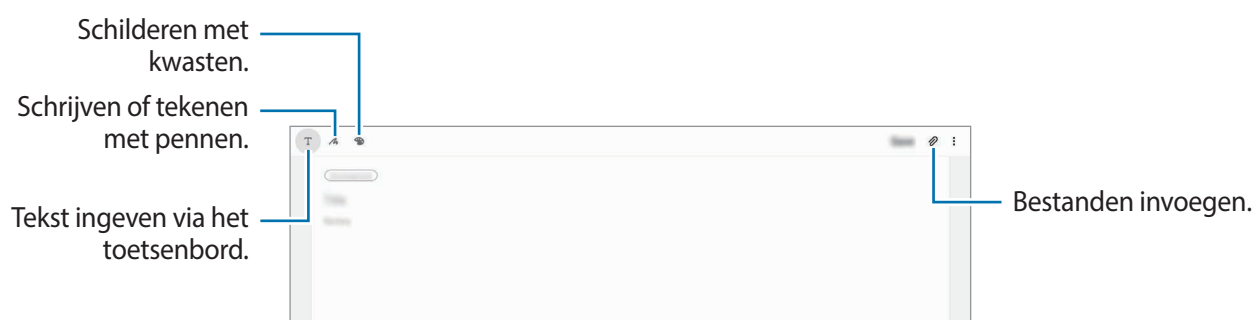 Schilderen met
kwasten.
Schrijven of tekenen
met pennen.
T
Tekst ingeven via het
toetsenbord.
Bestanden invoegen.